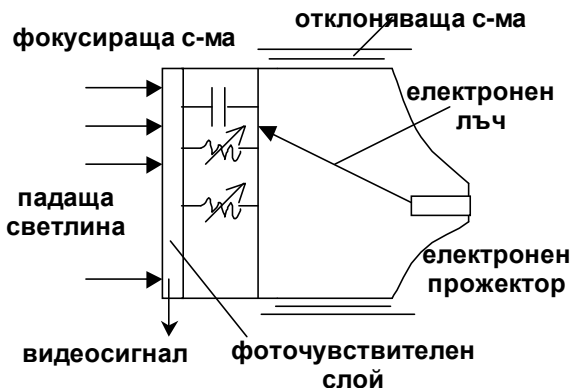 отклоняваща с-ма
фокусираща с-ма
електронен
лъч
падаща
светлина
електронен
прожектор
видеосигнал
фоточувствителен
слой